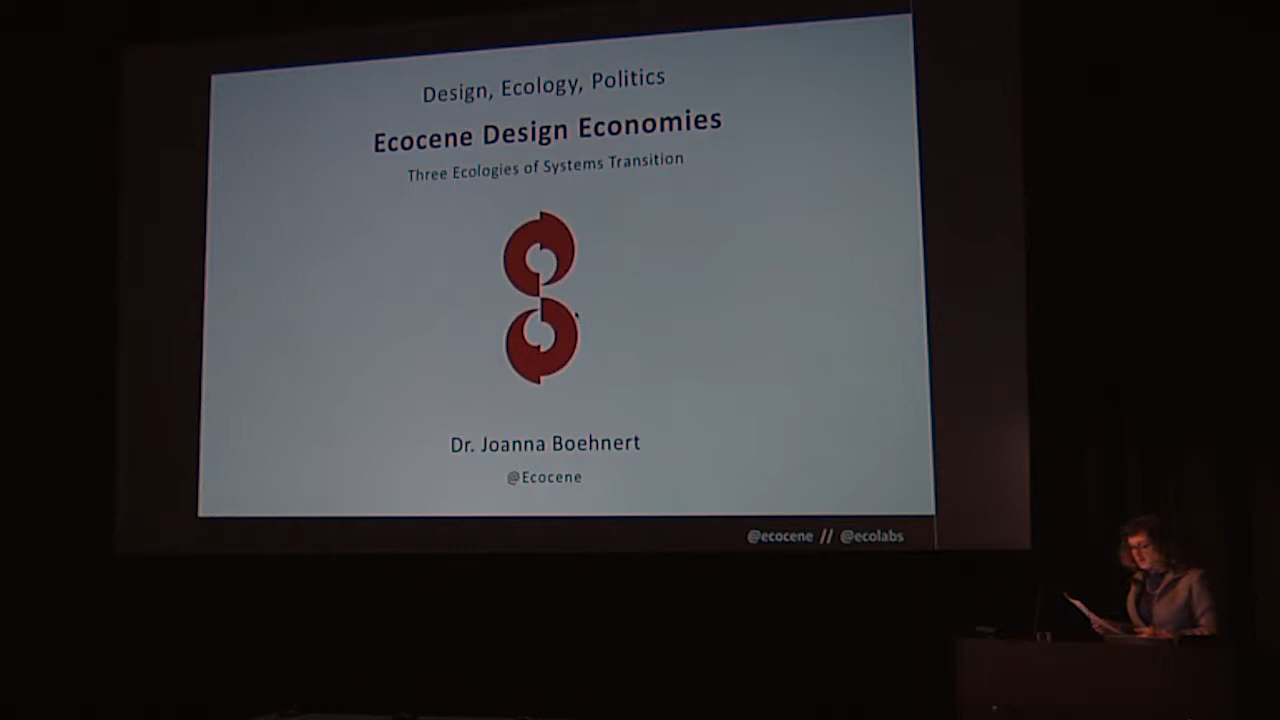 Design, Ecology, Politics
Ecocene Design Economies
Three Ecologies of Systems Transition
Dr. Joanna Boehnert
@Ecocene
@ecocene // @ecolabs